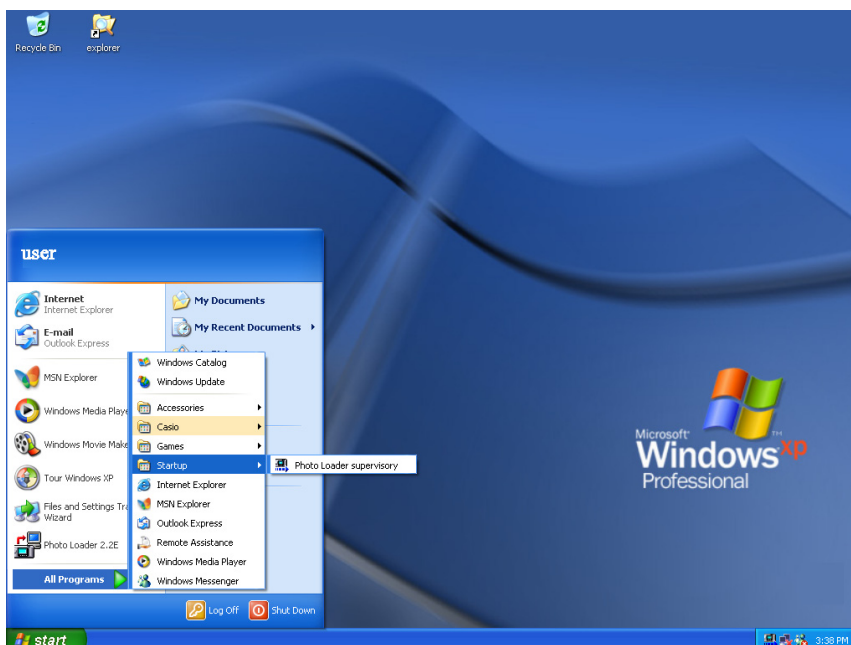 Recycle Bin
explorer
user
Internet
Internet Explorer
My Documents
E-mail
Outlook Express
My Recent Documents
MSN Explorer
Windows Media Playe
Windows Movie Make
Tour Windows XP
Files and Settings Tra
Wizard
Photo Loader 2.2E
All Programs
Windows Catalog
Windows Update
Accessories
Casio
Games
Startup
Photo Loader supervisory
Internet Explorer
MSN Explorer
Outlook Express
Remote Assistance
Windows Media Player
Windows Messenger
Log Off
Shut Down
Microsoft
Windows xp
Professional
start
3:38 PM